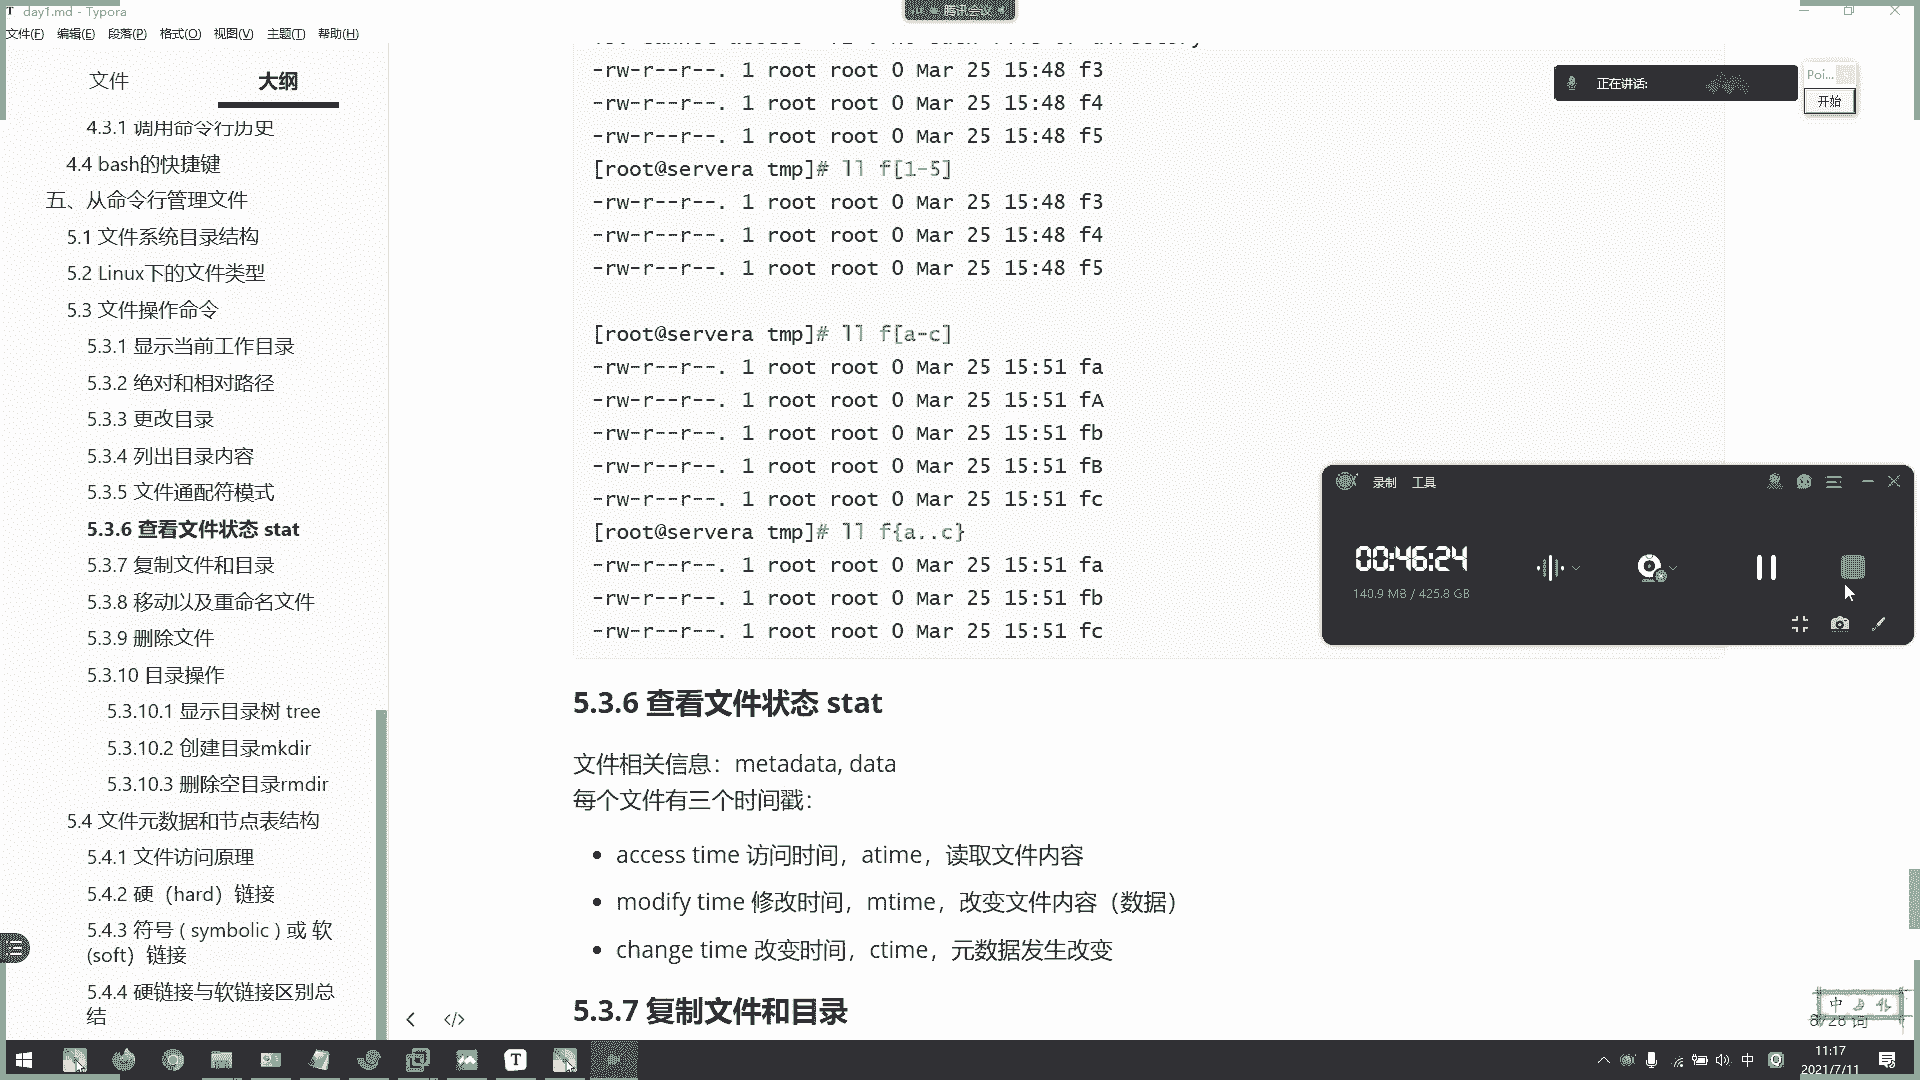 day1.md - Typora
腾讯会议
文件(F) 编辑(E) 段落(P) 格式(O) 视图(V) 主题(T) 帮助(H)
文件 大纲
4.3.1 调用命令行历史
4.4 bash的快捷键
五、从命令行管理文件
5.1 文件系统目录结构
5.2 Linux下的文件类型
5.3 文件操作命令
5.3.1 显示当前工作目录
5.3.2 绝对和相对路径
5.3.3 更改目录
5.3.4 列出目录内容
5.3.5 文件通配符模式
5.3.6 查看文件状态 stat
5.3.7 复制文件和目录
5.3.8 移动以及重命名文件
5.3.9 删除文件
5.3.10 目录操作
5.3.10.1 显示目录树 tree
5.3.10.2 创建目录mkdir
5.3.10.3 删除空目录rmdir
5.4 文件元数据和节点表结构
5.4.1 文件访问原理
5.4.2 硬（hard）链接
5.4.3 符号 ( symbolic ) 或 软
(soft）链接
5.4.4 硬链接与软链接区别总
结
-rw-r--r--. 1 root root 0 Mar 25 15:48 f3
-rw-r--r--. 1 root root 0 Mar 25 15:48 f4
-rw-r--r--. 1 root root 0 Mar 25 15:48 f5
[root@servera tmp]# ll f[1-5]
-rw-r--r--. 1 root root 0 Mar 25 15:48 f3
-rw-r--r--. 1 root root 0 Mar 25 15:48 f4
-rw-r--r--. 1 root root 0 Mar 25 15:48 f5
[root@servera tmp]# ll f[a-c]
-rw-r--r--. 1 root root 0 Mar 25 15:51 fa
-rw-r--r--. 1 root root 0 Mar 25 15:51 fA
-rw-r--r--. 1 root root 0 Mar 25 15:51 fb
-rw-r--r--. 1 root root 0 Mar 25 15:51 fB
-rw-r--r--. 1 root root 0 Mar 25 15:51 fc
[root@servera tmp]# ll f{a..c}
-rw-r--r--. 1 root root 0 Mar 25 15:51 fa
-rw-r--r--. 1 root root 0 Mar 25 15:51 fb
-rw-r--r--. 1 root root 0 Mar 25 15:51 fc
5.3.6 查看文件状态 stat
文件相关信息：metadata, data
每个文件有三个时间戳：
access time 访问时间，atime，读取文件内容
modify time 修改时间，mtime，改变文件内容（数据）
change time 改变时间，ctime，元数据发生改变
5.3.7 复制文件和目录
正在讲话:
Poi...
开始
录制 工具
00:46:24
140.9 MB / 425.8 GB
中
中
11:17
2021/7/11